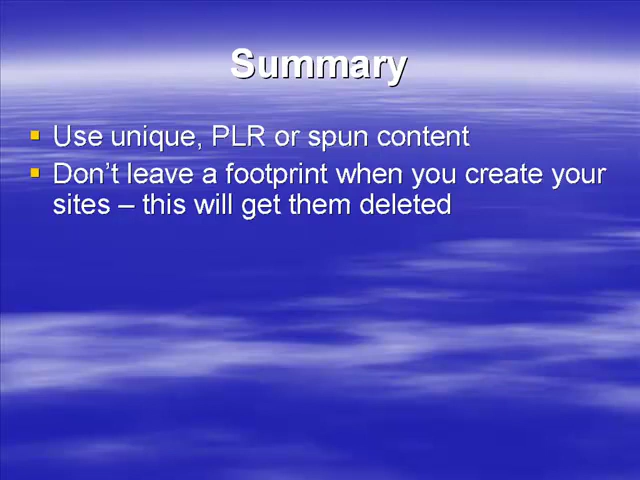 Summary
Use unique, PLR or spun content
Don't leave a footprint when you create your
sites – this will get them deleted